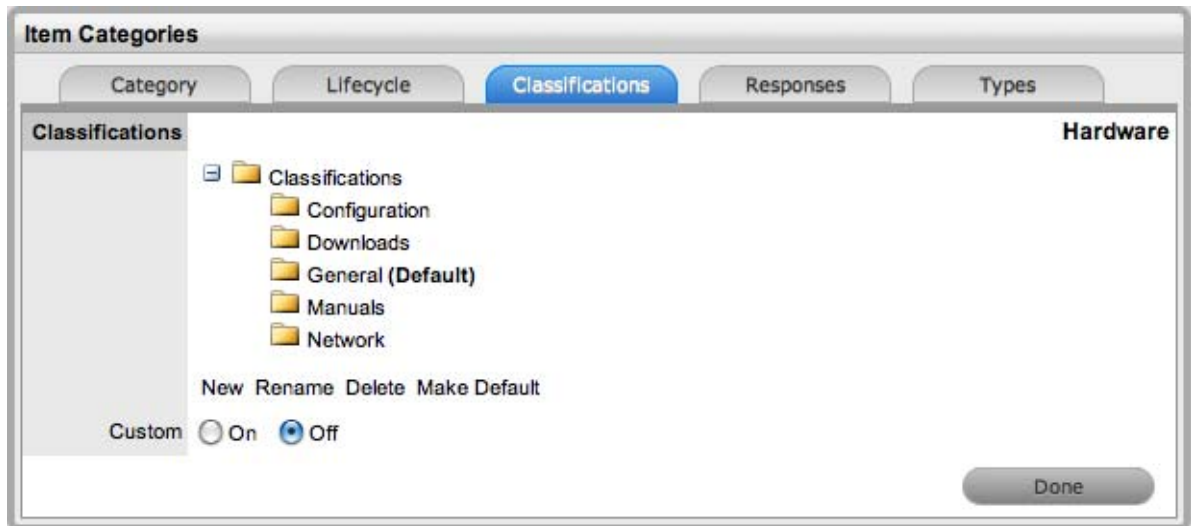 Item Categories
Category Lifecycle Classifications Responses Types
Classifications Hardware
Classifications
Configuration
Downloads
General (Default)
Manuals
Network
New Rename Delete Make Default
Custom On Off
Done